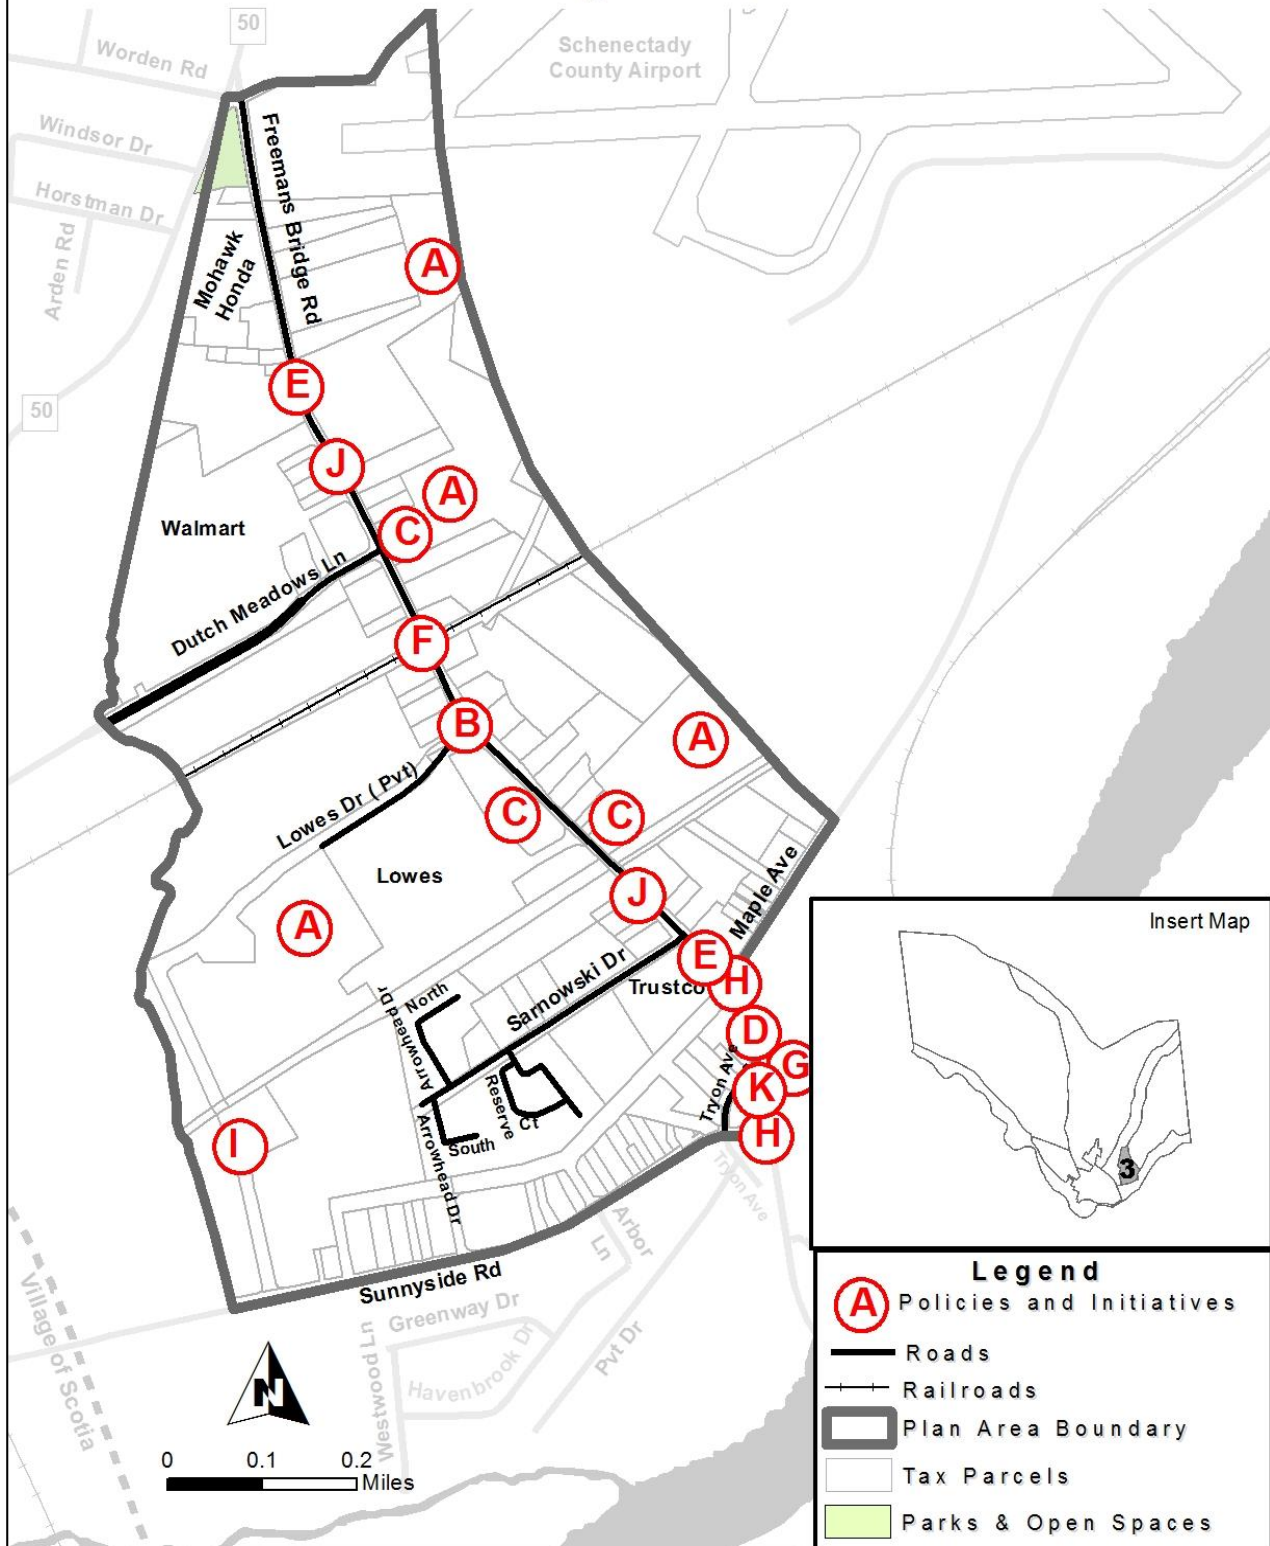 50
Worden Rd
Schenectady
County Airport
Windsor Dr
Freemans Bridge Rd
Horstman Dr
Arden Rd
Mohawk
Honda
A
E
50
J
A
C
Walmart
Dutch Meadows Ln
F
B
A
Lowes Dr ( Pvt)
C
C
Lowes
J
Maple Ave
A
E
H
Trustco
Sarnowski Dr
North
Arrowhead Dr
D
G
Tryon Ave
K
Reserve
Ct
H
I
South
Arrowhead Dr
Tryon Ave
Arbor
Ln
Sunnyside Rd
Greenway Dr
Westwood Ln
Havenbrook Dr
Pvt Dr
Village of Scotia
N
0 0.1 0.2
Miles
Insert Map
3
Legend
A Policies and Initiatives
Roads
Railroads
Plan Area Boundary
Tax Parcels
Parks & Open Spaces